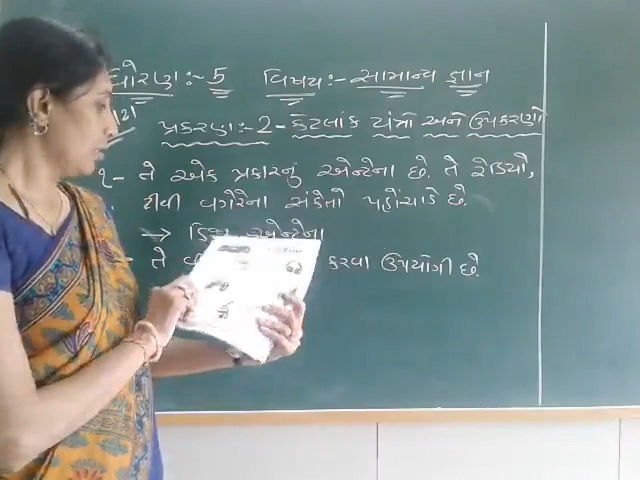 ધોરણ:- 5 વિષય:- સામાન્ય જ્ઞાન
પ્રકરણ:- 2 - કેટલાંક યંત્રો અને ઉપકરણો
૧- તે એક પ્રકારનું એન્ટેના છે. તે રેડિયો,
ટીવી વગેરેના સંકેતો પહોંચાડે છે.
→ ડિશ એન્ટેના
તે કરવા ઉપયોગી છે.